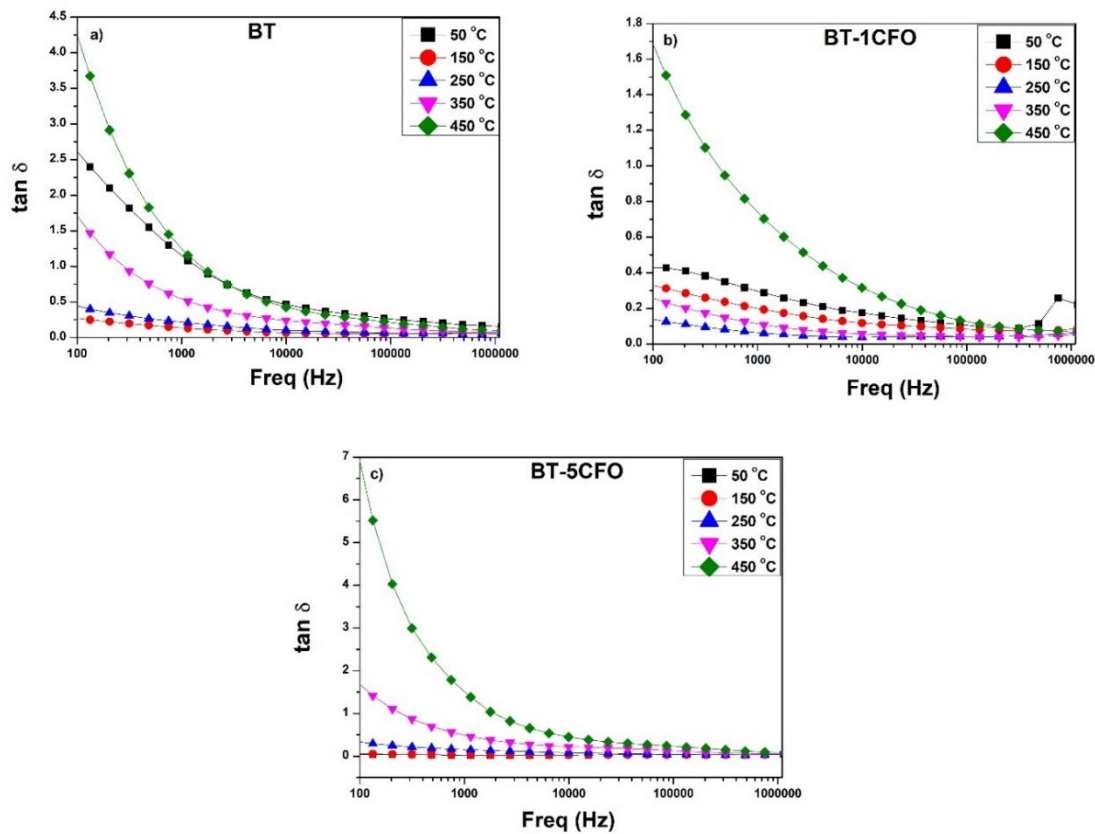 a)
BT
50 °C
150 °C
250 °C
350 °C
450 °C
4.5
4.0
3.5
3.0
2.5
2.0
1.5
1.0
0.5
0.0
tan δ
100
1000
10000
100000
1000000
Freq (Hz)
b)
BT-1CFO
50 °C
150 °C
250 °C
350 °C
450 °C
1.8
1.6
1.4
1.2
1.0
0.8
0.6
0.4
0.2
0.0
tan δ
100
1000
10000
100000
1000000
Freq (Hz)
c)
BT-5CFO
50 °C
150 °C
250 °C
350 °C
450 °C
7
6
5
4
3
2
1
0
tan δ
100
1000
10000
100000
1000000
Freq (Hz)